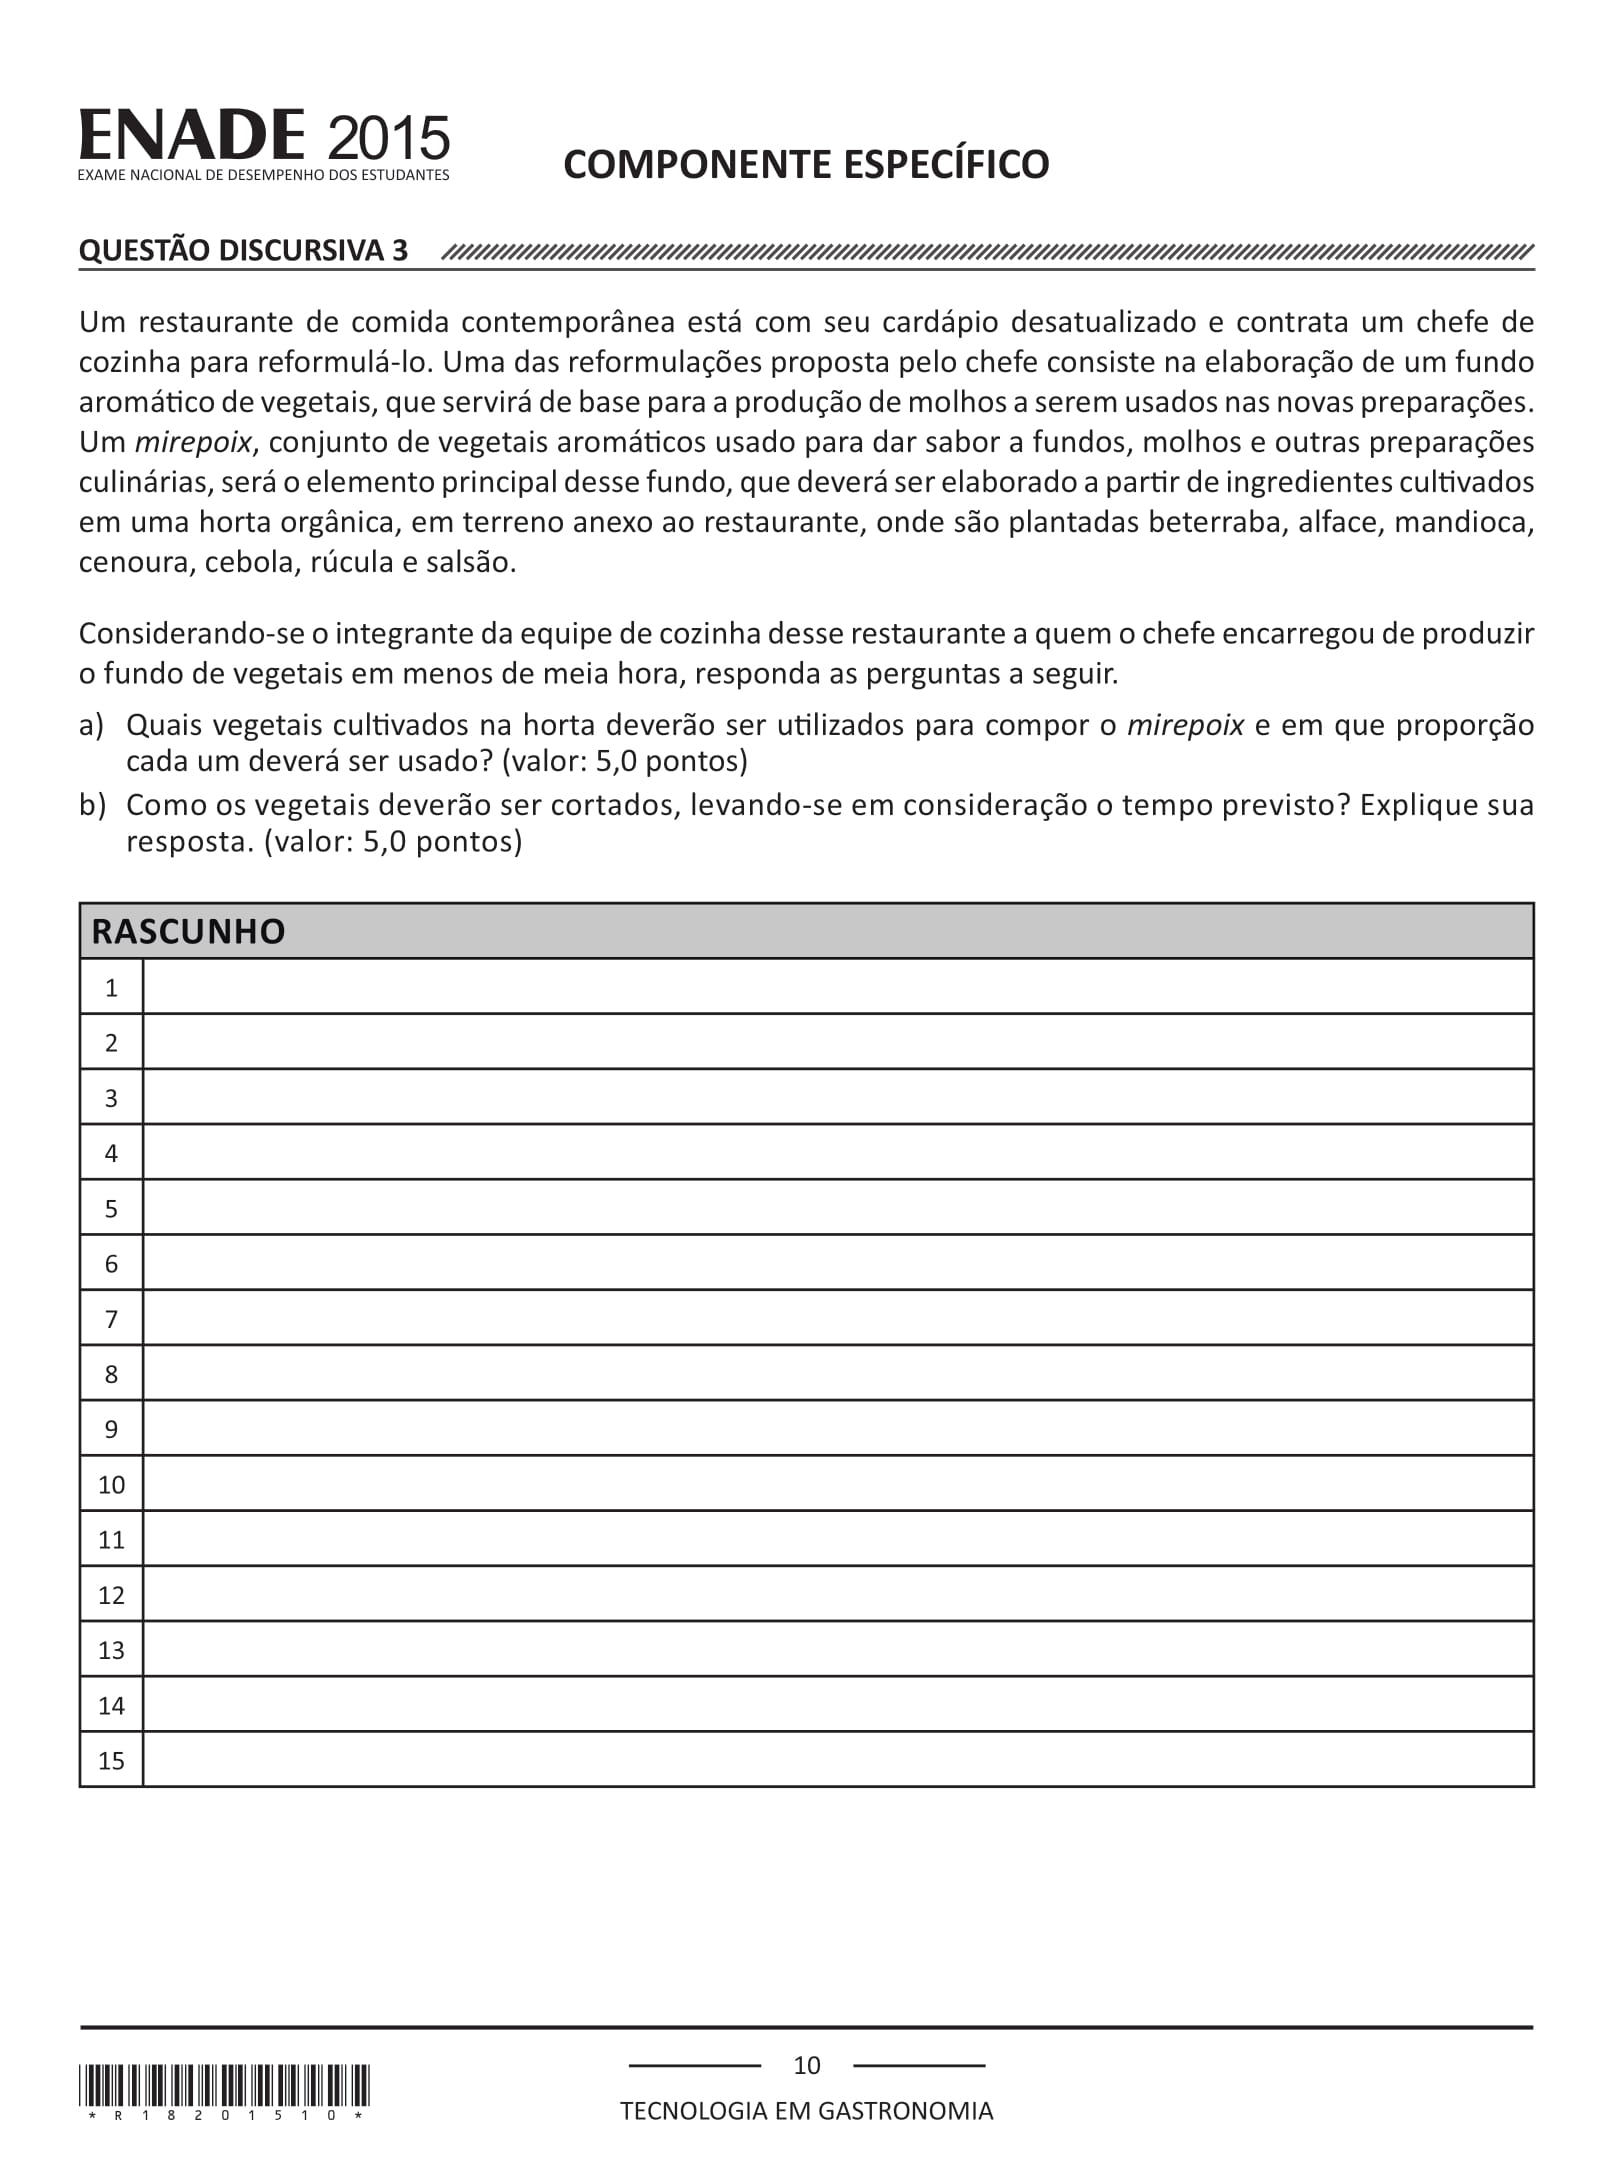 ENADE 2015
EXAME NACIONAL DE DESEMPENHO DOS ESTUDANTES
COMPONENTE ESPECÍFICO
QUESTÃO DISCURSIVA 3
Um restaurante de comida contemporânea está com seu cardápio desatualizado e contrata um chefe de
cozinha para reformulá-lo. Uma das reformulações proposta pelo chefe consiste na elaboração de um fundo
aromático de vegetais, que servirá de base para a produção de molhos a serem usados nas novas preparações.
Um mirepoix, conjunto de vegetais aromáticos usado para dar sabor a fundos, molhos e outras preparações
culinárias, será o elemento principal desse fundo, que deverá ser elaborado a partir de ingredientes cultivados
em uma horta orgânica, em terreno anexo ao restaurante, onde são plantadas beterraba, alface, mandioca,
cenoura, cebola, rúcula e salsão.
Considerando-se o integrante da equipe de cozinha desse restaurante a quem o chefe encarregou de produzir
o fundo de vegetais em menos de meia hora, responda as perguntas a seguir.
a) Quais vegetais cultivados na horta deverão ser utilizados para compor o mirepoix e em que proporção
cada um deverá ser usado? (valor: 5,0 pontos)
b) Como os vegetais deverão ser cortados, levando-se em consideração o tempo previsto? Explique sua
resposta. (valor: 5,0 pontos)
RASCUNHO
1
2
3
4
5
6
7
8
9
10
11
12
13
14
15
10
TECNOLOGIA EM GASTRONOMIA
* R 1 8 2 0 1 5 1 0 *